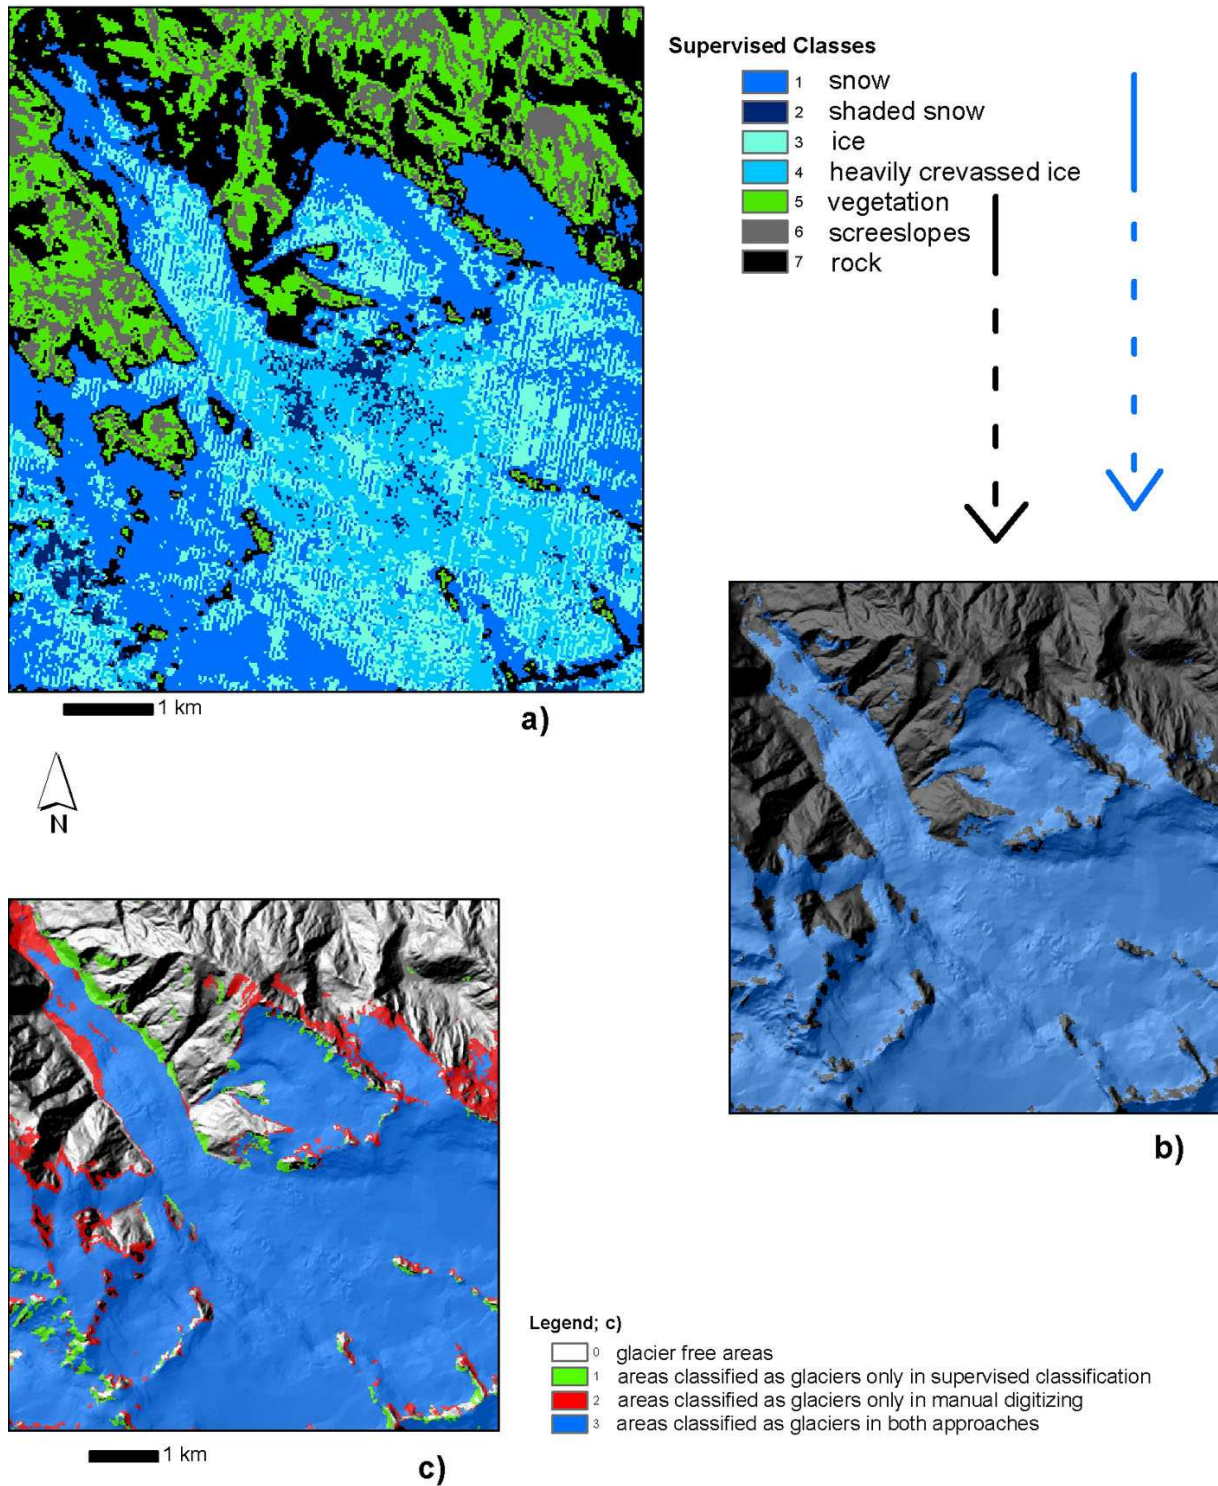 Supervised Classes
1 snow
2 shaded snow
3 ice
4 heavily crevassed ice
5 vegetation
6 screeslopes
7 rock
1 km
a)
N
b)
Legend; c)
0 glacier free areas
1 areas classified as glaciers only in supervised classification
2 areas classified as glaciers only in manual digitizing
3 areas classified as glaciers in both approaches
1 km
c)